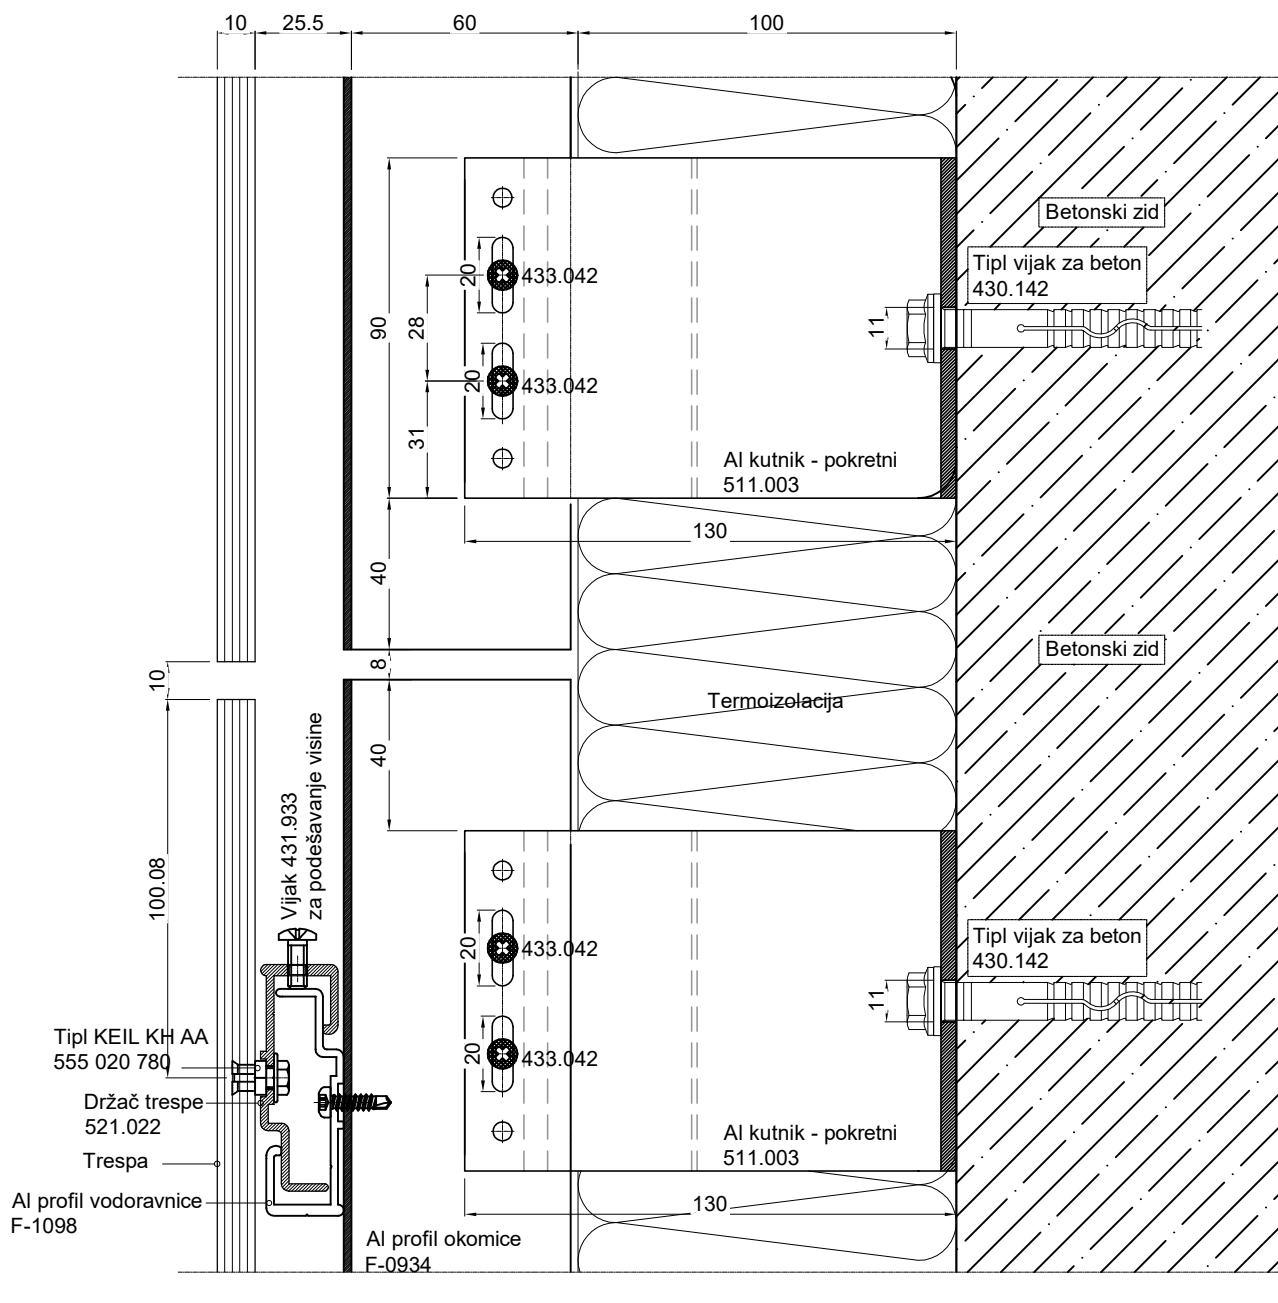 10
25.5
60
100
Betonski zid
Tipl vijak za beton
430.142
20
433.042
28
90
11
20
433.042
31
Al kutnik - pokretni
511.003
130
40
Betonski zid
8
10
Termoizolacija
40
Vijak 431.933
za podešavanje visine
100.08
Tipl vijak za beton
430.142
20
433.042
11
Tipl KEIL KH AA
555 020 780
20
433.042
Držač trespe
521.022
Al kutnik - pokretni
511.003
Trespa
Al profil vodoravnice
F-1098
130
Al profil okomice
F-0934